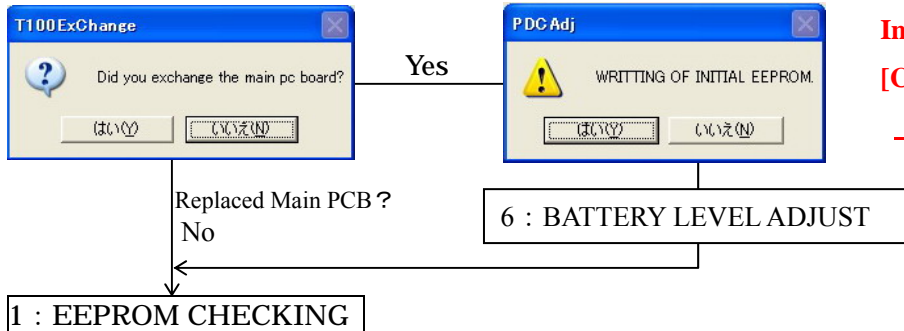 T100ExChange
Did you exchange the main pc board?
はい(Y)
いいえ(N)
Yes
PDCAdj
WRITTING OF INITIAL EEPROM.
はい(Y)
いいえ(N)
In
[C
Replaced Main PCB？
No
6：BATTERY LEVEL ADJUST
1：EEPROM CHECKING